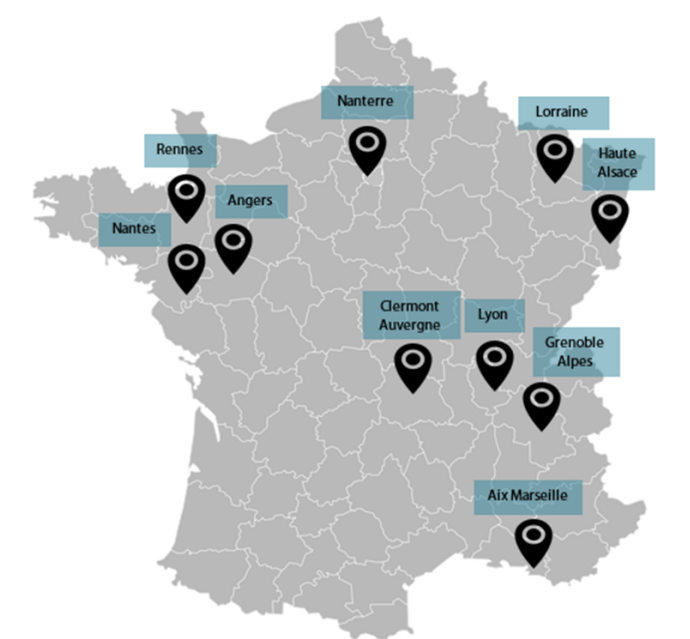 Nanterre
Lorraine
Rennes
Haute
Alsace
Angers
Nantes
Clermont
Auvergne
Lyon
Grenoble
Alpes
Aix Marseille